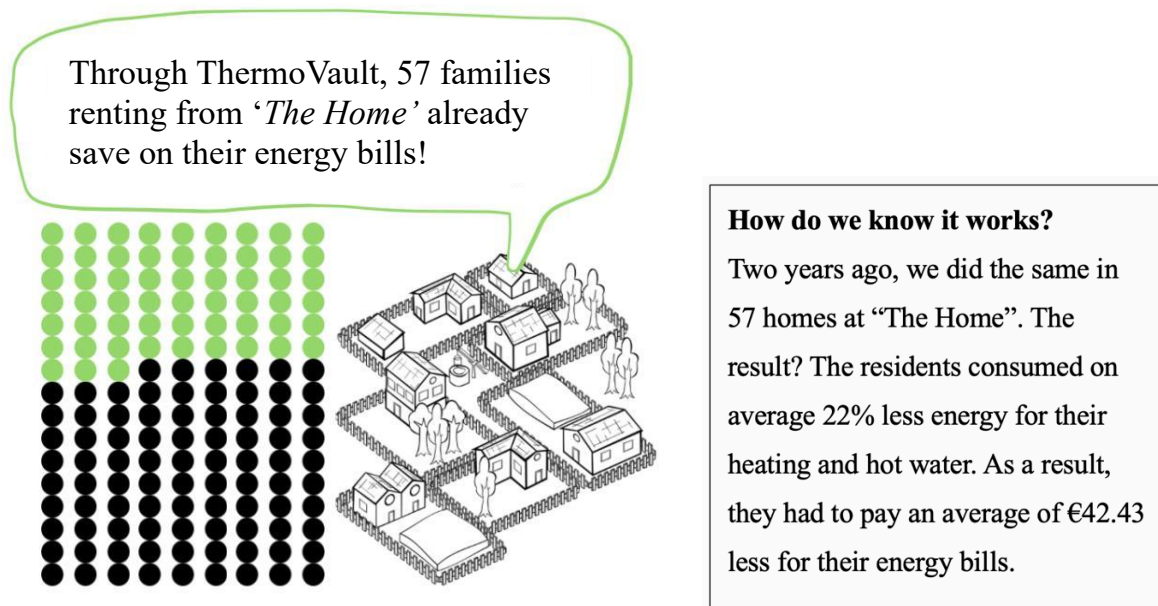 Through ThermoVault, 57 families
renting from ‘The Home’ already
save on their energy bills!
How do we know it works?
Two years ago, we did the same in
57 homes at “The Home”. The
result? The residents consumed on
average 22% less energy for their
heating and hot water. As a result,
they had to pay an average of €42.43
less for their energy bills.